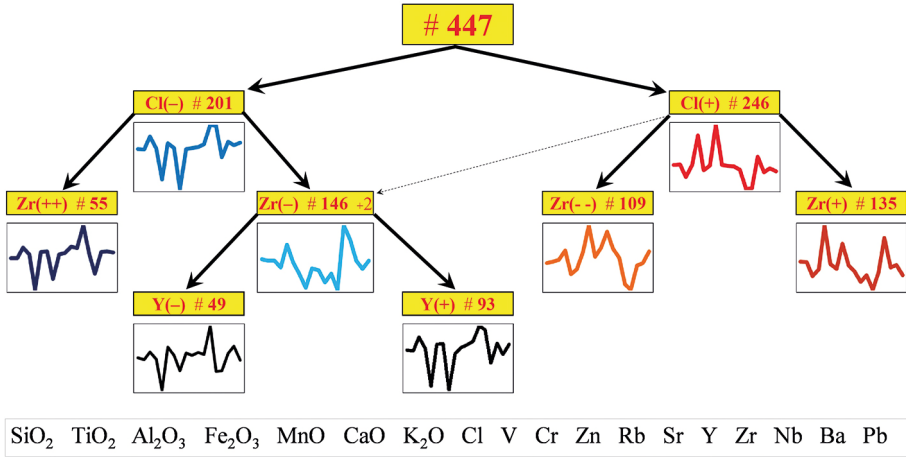 # 447
Cl(–) # 201
Cl(+) # 246
Zr(++) # 55
Zr(–) # 146 +2
Zr(- -) # 109
Zr(+) # 135
Y(–) # 49
Y(+) # 93
SiO₂ TiO₂ Al₂O₃ Fe₂O₃ MnO CaO K₂O Cl V Cr Zn Rb Sr Y Zr Nb Ba Pb